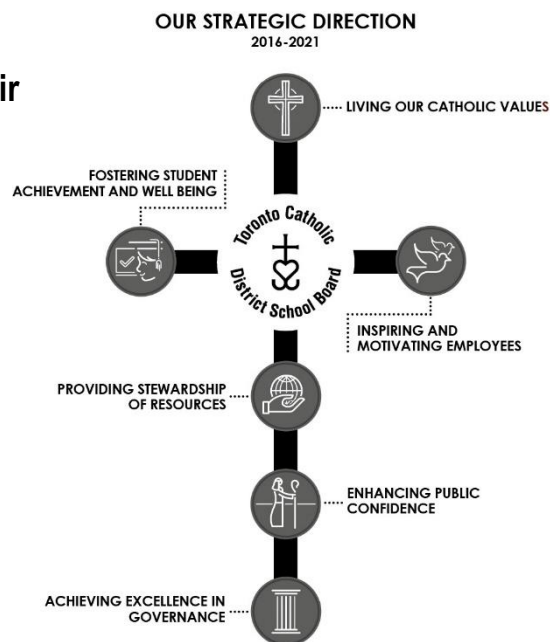 OUR STRATEGIC DIRECTION
2016-2021
ir
LIVING OUR CATHOLIC VALUES
FOSTERING STUDENT
ACHIEVEMENT AND WELL BEING
Toronto Catholic
District School Board
INSPIRING AND
MOTIVATING EMPLOYEES
PROVIDING STEWARDSHIP
OF RESOURCES
ENHANCING PUBLIC
CONFIDENCE
ACHIEVING EXCELLENCE IN
GOVERNANCE